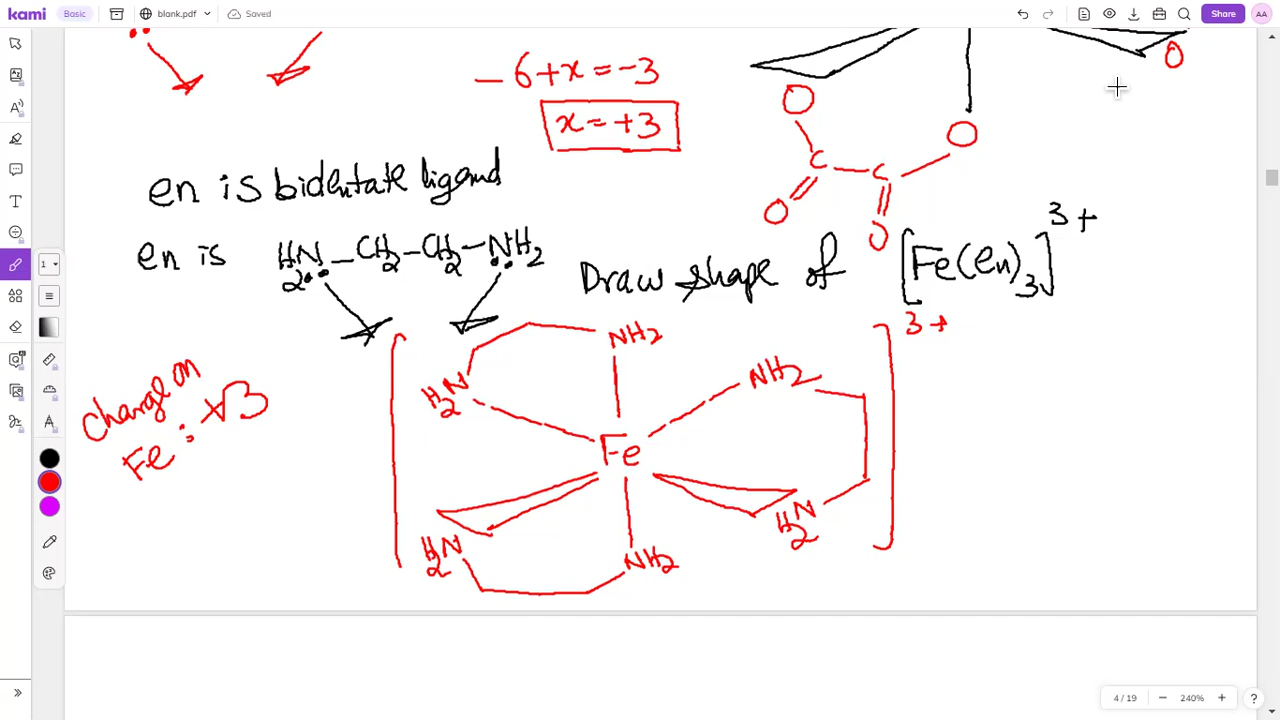 kami Basic blank.pdf Saved Share AA
O
- 6+x = -3
x = +3
O O
C C
O O
en is bidentate ligand
en is H2N-CH2-CH2-NH2
Draw shape of [Fe(en)3]3+
3+
NH2
H2N NH2
charge on
Fe : +3
Fe
H2N
H2N NH2
4 / 19 240%